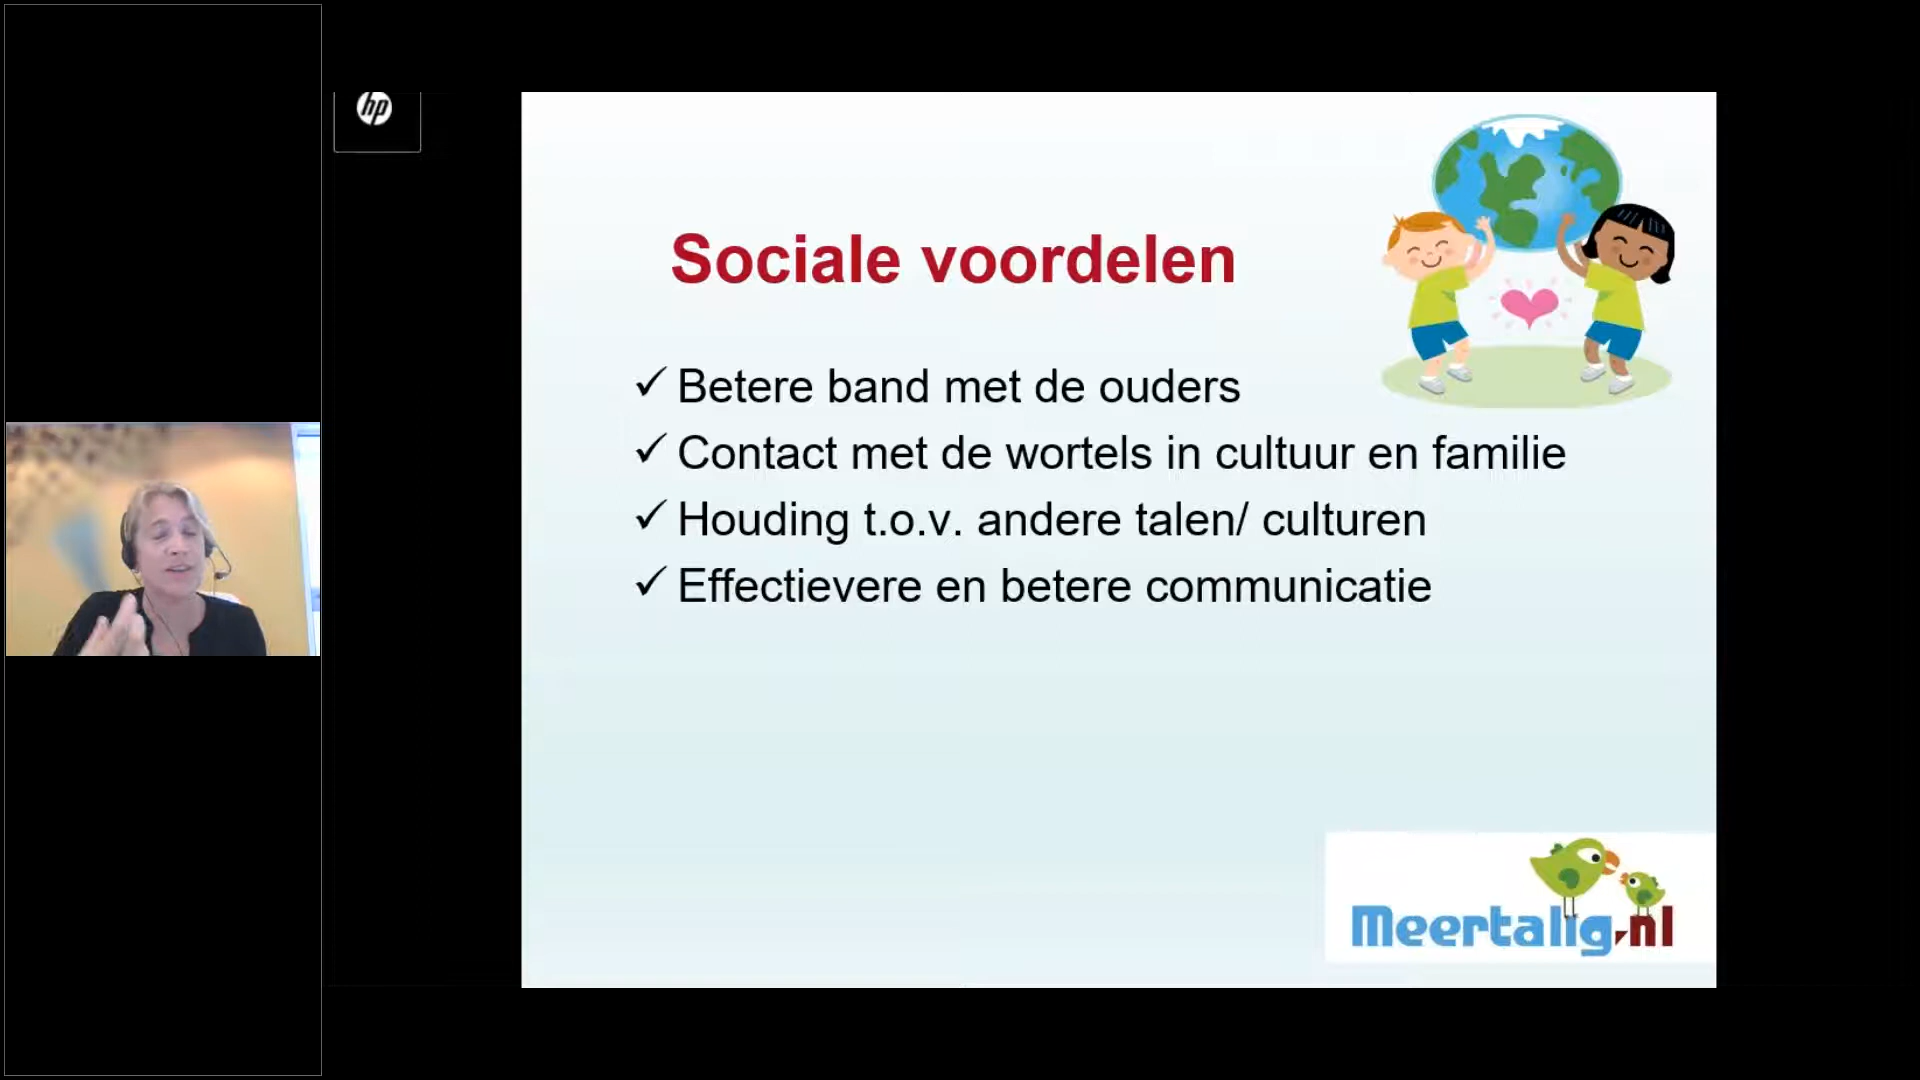 hp
Sociale voordelen
✓ Betere band met de ouders
✓ Contact met de wortels in cultuur en familie
✓ Houding t.o.v. andere talen/ culturen
✓ Effectievere en betere communicatie
Meertalig.nl